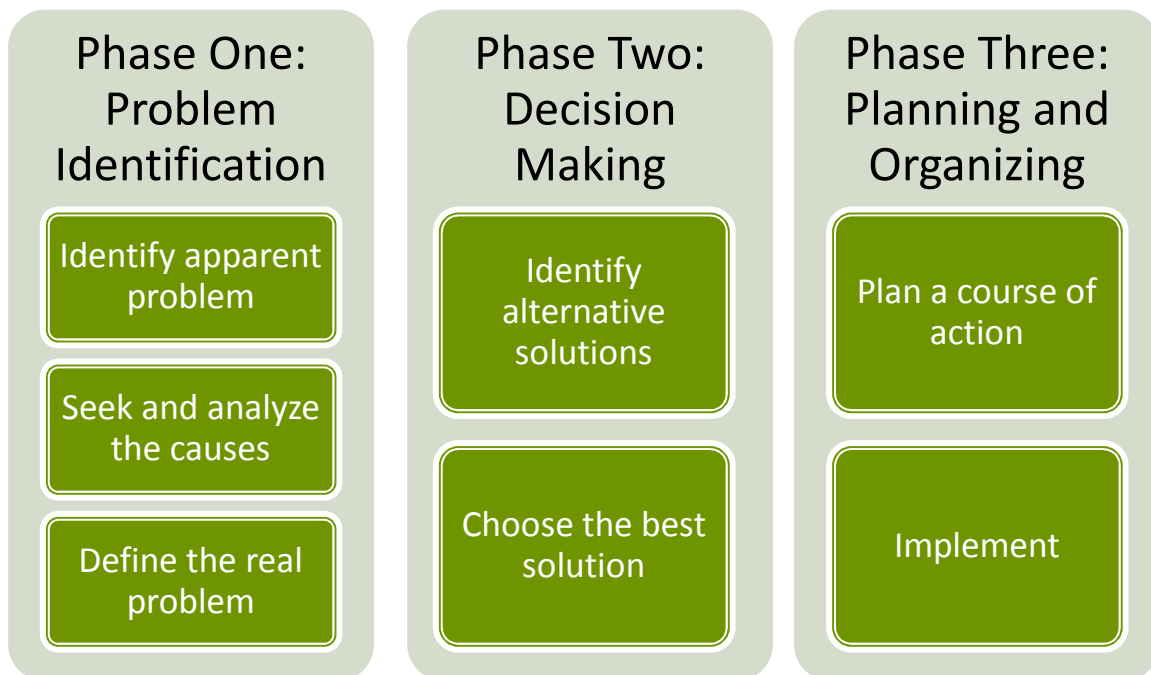 Phase One:
Problem
Identification
Identify apparent
problem
Seek and analyze
the causes
Define the real
problem
Phase Two:
Decision
Making
Identify
alternative
solutions
Choose the best
solution
Phase Three:
Planning and
Organizing
Plan a course of
action
Implement